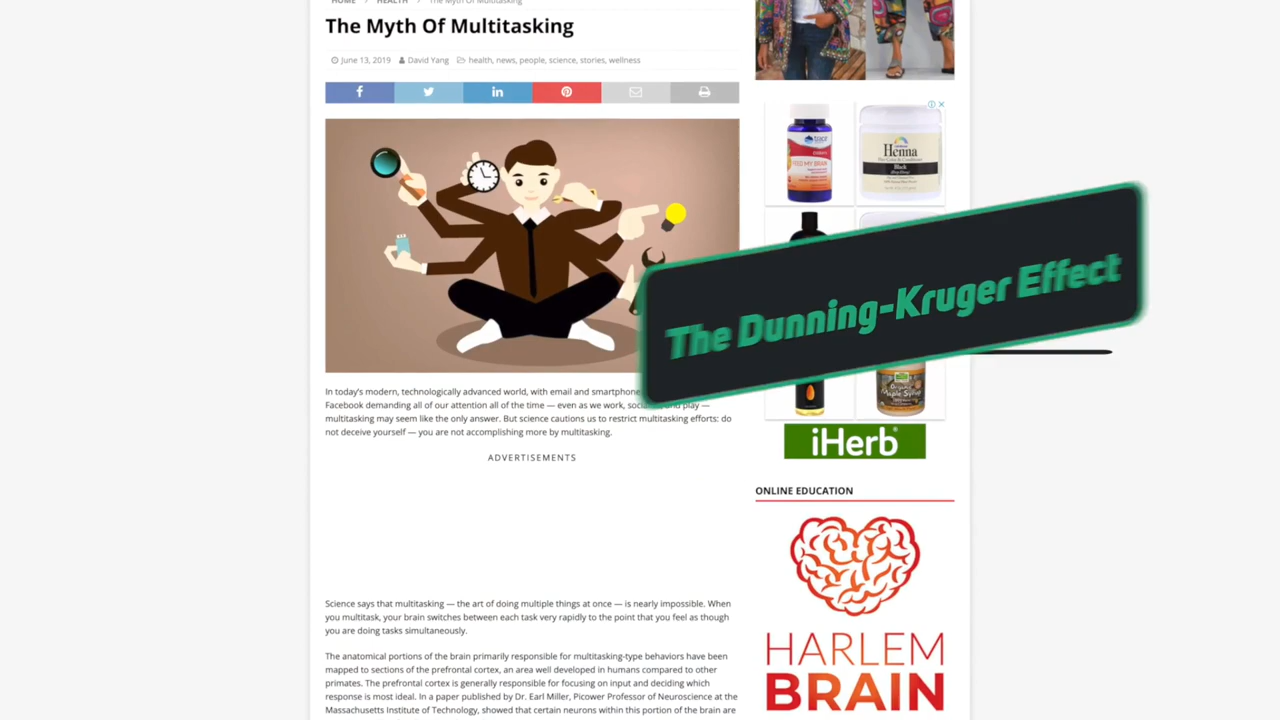 HOME > HEALTH > The Myth Of Multitasking
The Myth Of Multitasking
June 13, 2019 David Yang health, news, people, science, stories, wellness
In today's modern, technologically advanced world, with email and smartphone
Facebook demanding all of our attention all of the time — even as we work, play —
multitasking may seem like the only answer. But science cautions us to restrict multitasking efforts: do
not deceive yourself — you are not accomplishing more by multitasking.
ADVERTISEMENTS
Science says that multitasking — the art of doing multiple things at once — is nearly impossible. When
you multitask, your brain switches between each task very rapidly to the point that you feel as though
you are doing tasks simultaneously.
The anatomical portions of the brain primarily responsible for multitasking-type behaviors have been
mapped to sections of the prefrontal cortex, an area well developed in humans compared to other
primates. The prefrontal cortex is generally responsible for focusing on input and deciding which
response is most ideal. In a paper published by Dr. Earl Miller, Picower Professor of Neuroscience at the
Massachusetts Institute of Technology, showed that certain neurons within this portion of the brain are
trace
FEED MY BRAIN
Henna
Black
The Dunning-Kruger Effect
Organic
Maple Syrup
iHerb®
ONLINE EDUCATION
HARLEM
BRAIN